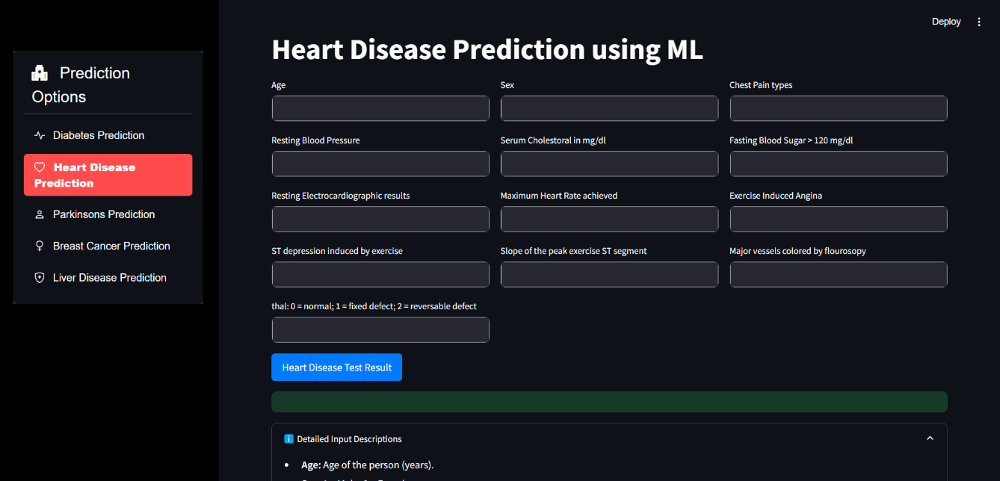 Deploy
Prediction
Options
Diabetes Prediction
Heart Disease
Prediction
Parkinsons Prediction
Breast Cancer Prediction
Liver Disease Prediction
Heart Disease Prediction using ML
Age
Sex
Chest Pain types
Resting Blood Pressure
Serum Cholestoral in mg/dl
Fasting Blood Sugar > 120 mg/dl
Resting Electrocardiographic results
Maximum Heart Rate achieved
Exercise Induced Angina
ST depression induced by exercise
Slope of the peak exercise ST segment
Major vessels colored by flourosopy
thal: 0 = normal; 1 = fixed defect; 2 = reversable defect
Heart Disease Test Result
Detailed Input Descriptions
Age: Age of the person (years).